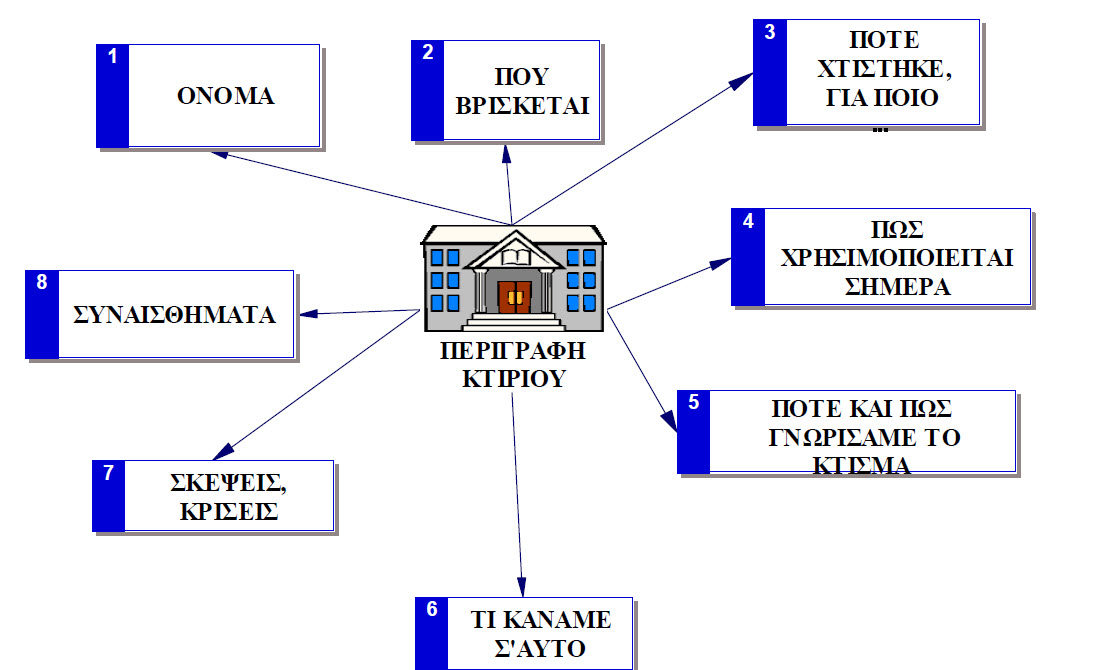 1
ΟΝΟΜΑ
2
ΠΟΥ
ΒΡΙΣΚΕΤΑΙ
3
ΠΟΤΕ
ΧΤΙΣΤΗΚΕ,
ΓΙΑ ΠΟΙΟ
...
4
ΠΩΣ
ΧΡΗΣΙΜΟΠΟΙΕΙΤΑΙ
ΣΗΜΕΡΑ
8
ΣΥΝΑΙΣΘΗΜΑΤΑ
ΠΕΡΙΓΡΑΦΗ
ΚΤΙΡΙΟΥ
5
ΠΟΤΕ ΚΑΙ ΠΩΣ
ΓΝΩΡΙΣΑΜΕ ΤΟ
ΚΤΙΣΜΑ
7
ΣΚΕΨΕΙΣ,
ΚΡΙΣΕΙΣ
6
ΤΙ ΚΑΝΑΜΕ
Σ'ΑΥΤΟ